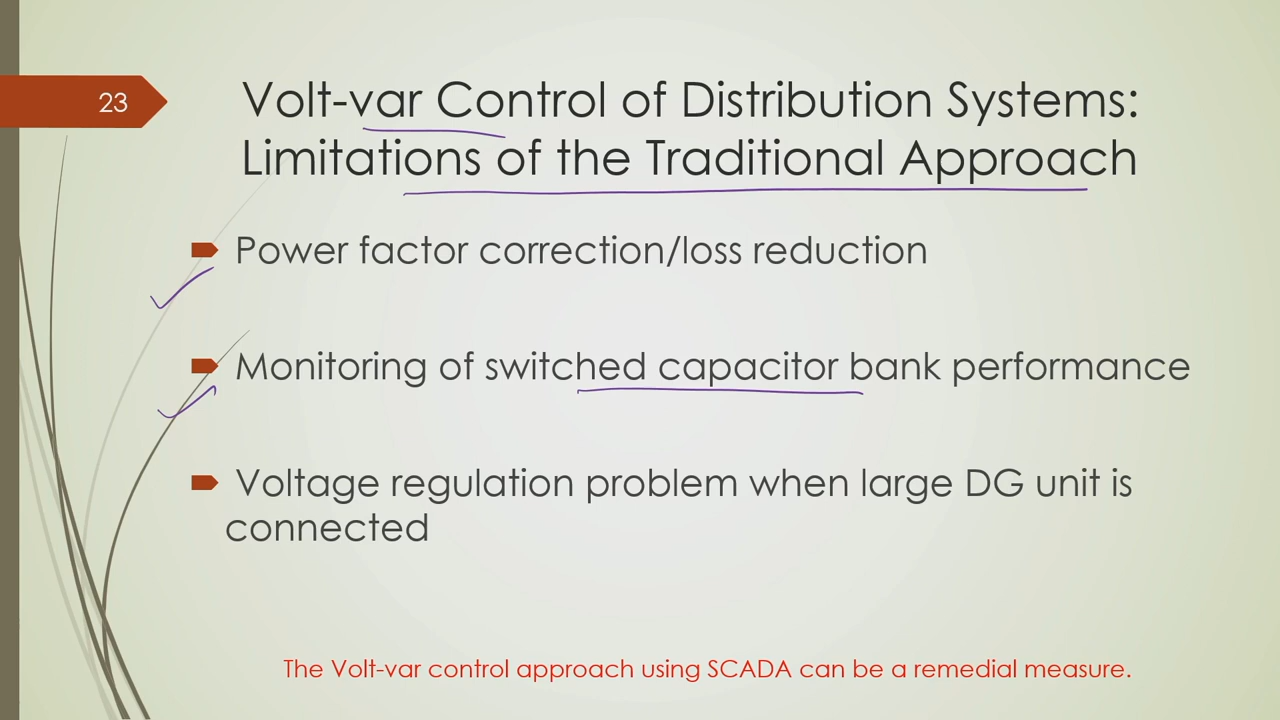 23
Volt-var Control of Distribution Systems:
Limitations of the Traditional Approach
Power factor correction/loss reduction
Monitoring of switched capacitor bank performance
Voltage regulation problem when large DG unit is
connected
The Volt-var control approach using SCADA can be a remedial measure.